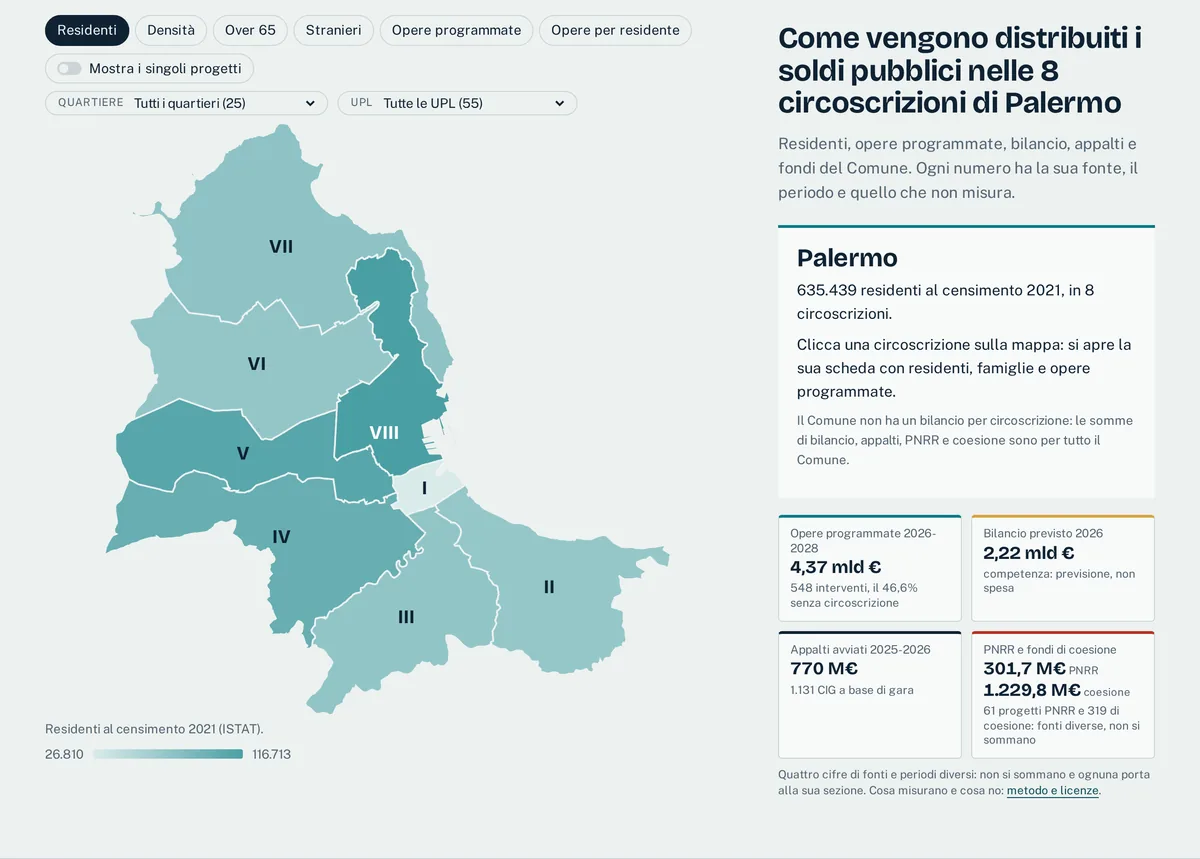 Residenti
Densità
Over 65
Stranieri
Opere programmate
Opere per residente
Mostra i singoli progetti
QUARTIERE Tutti i quartieri (25)
UPL Tutte le UPL (55)
VII
VI
VIII
V
I
IV
II
III
Residenti al censimento 2021 (ISTAT).
26.810
116.713
Come vengono distribuiti i
soldi pubblici nelle 8
circoscrizioni di Palermo
Residenti, opere programmate, bilancio, appalti e
fondi del Comune. Ogni numero ha la sua fonte, il
periodo e quello che non misura.
Palermo
635.439 residenti al censimento 2021, in 8
circoscrizioni.
Clicca una circoscrizione sulla mappa: si apre la
sua scheda con residenti, famiglie e opere
programmate.
Il Comune non ha un bilancio per circoscrizione: le somme
di bilancio, appalti, PNRR e coesione sono per tutto il
Comune.
Opere programmate 2026-
2028
4,37 mld €
548 interventi, il 46,6%
senza circoscrizione
Bilancio previsto 2026
2,22 mld €
competenza: previsione, non
spesa
Appalti avviati 2025-2026
770 M€
1.131 CIG a base di gara
PNRR e fondi di coesione
301,7 M€ PNRR
1.229,8 M€ coesione
61 progetti PNRR e 319 di
coesione: fonti diverse, non si
sommano
Quattro cifre di fonti e periodi diversi: non si sommano e ognuna porta
alla sua sezione. Cosa misurano e cosa no: metodo e licenze.